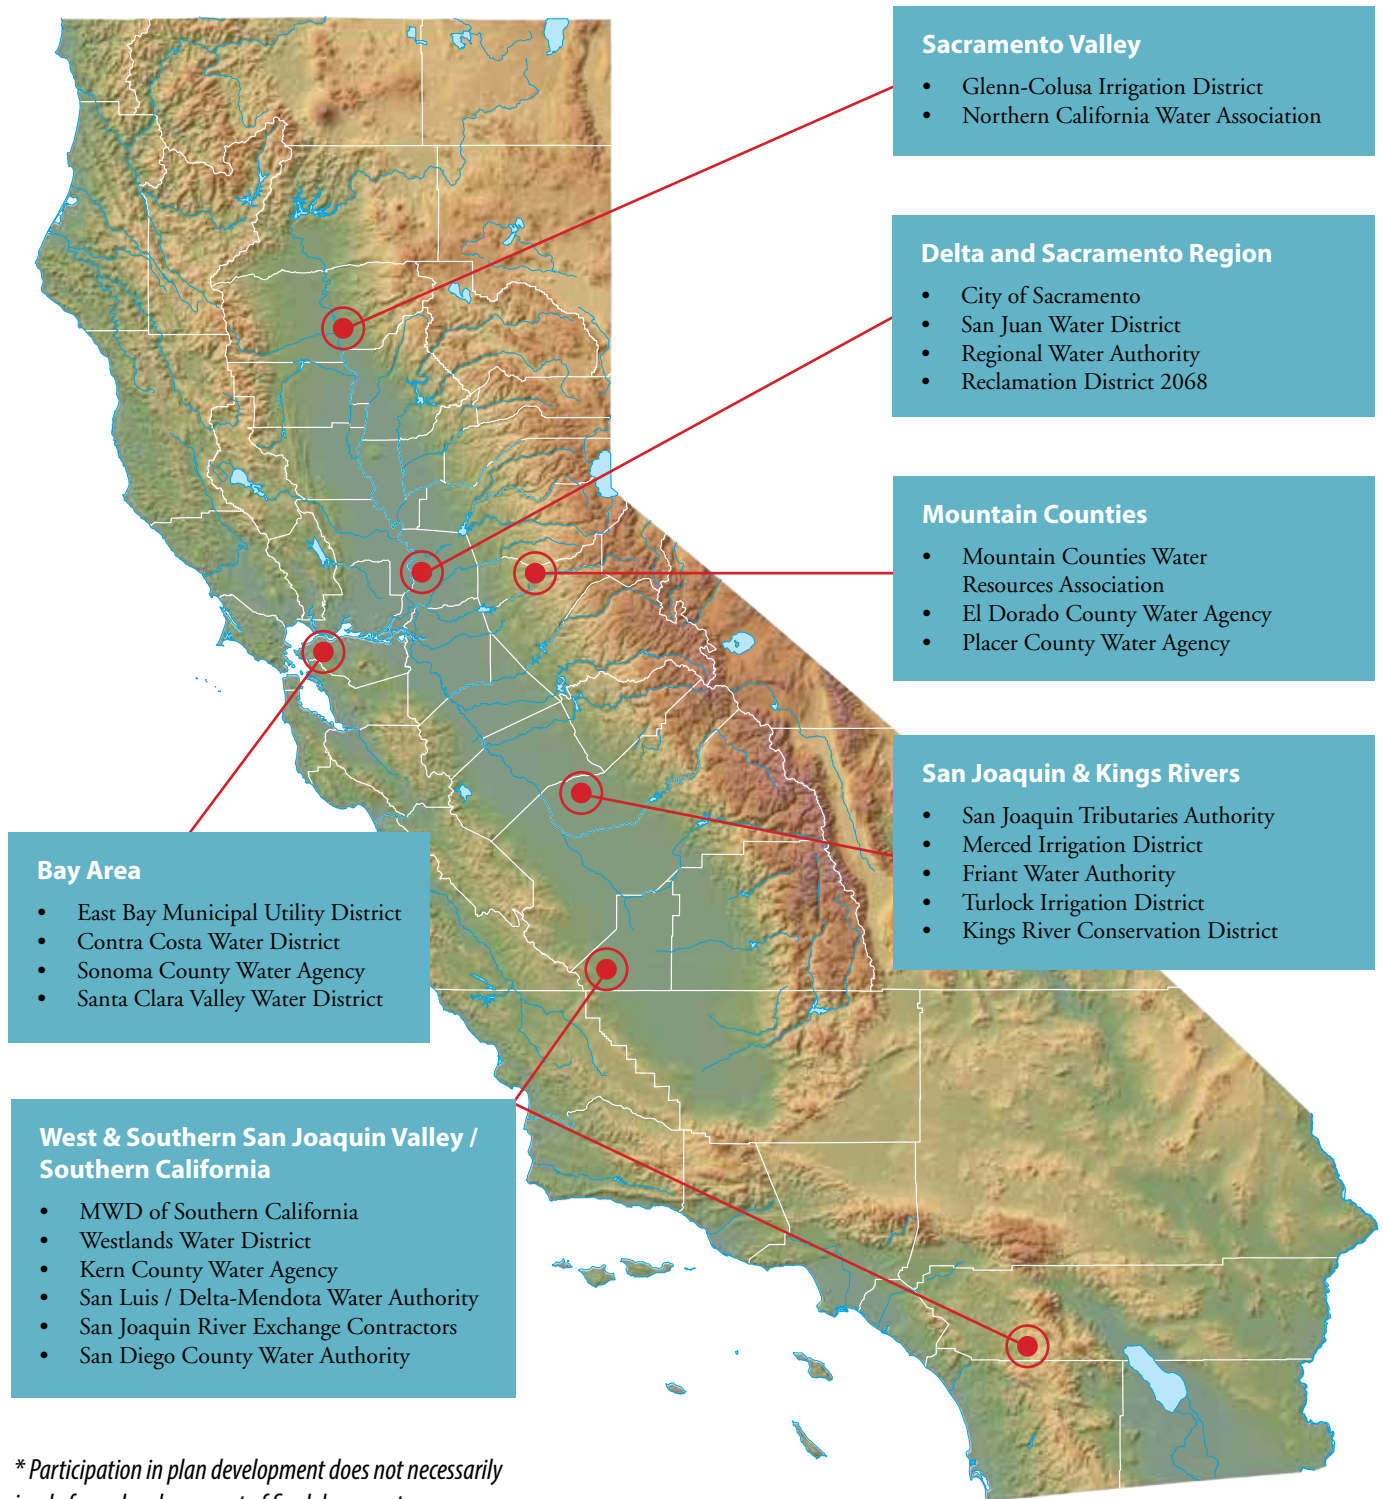 Sacramento Valley
• Glenn-Colusa Irrigation District
• Northern California Water Association
Delta and Sacramento Region
• City of Sacramento
• San Juan Water District
• Regional Water Authority
• Reclamation District 2068
Mountain Counties
• Mountain Counties Water
Resources Association
• El Dorado County Water Agency
• Placer County Water Agency
San Joaquin & Kings Rivers
• San Joaquin Tributaries Authority
• Merced Irrigation District
• Friant Water Authority
• Turlock Irrigation District
• Kings River Conservation District
Bay Area
• East Bay Municipal Utility District
• Contra Costa Water District
• Sonoma County Water Agency
• Santa Clara Valley Water District
West & Southern San Joaquin Valley /
Southern California
• MWD of Southern California
• Westlands Water District
• Kern County Water Agency
• San Luis / Delta-Mendota Water Authority
• San Joaquin River Exchange Contractors
• San Diego County Water Authority
* Participation in plan development does not necessarily